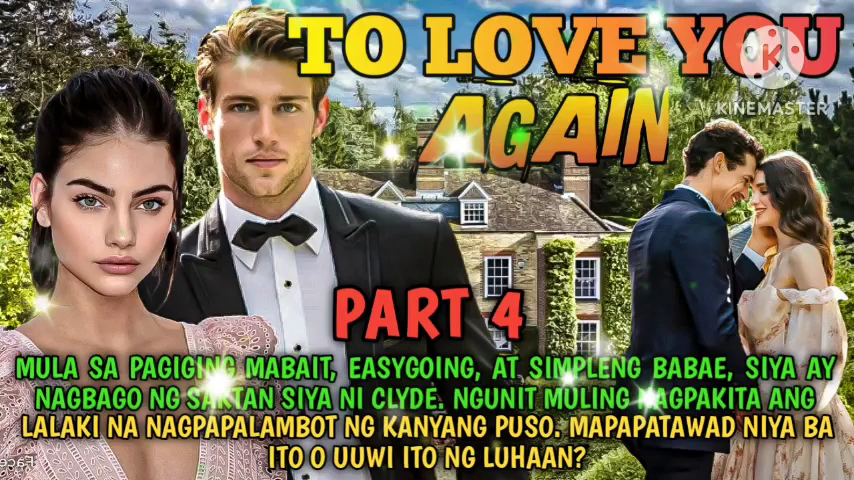 TO LOVE YOU
AGAIN
KINEMASTER
PART 4
MULA SA PAGIGING MABAIT, EASYGOING, AT SIMPLENG BABAE, SIYA AY
NAGBAGO NG SAKTAN SIYA NI CLYDE. NGUNIT MULING NAGPAKITA ANG
LALAKI NA NAGPAPALAMBOT NG KANYANG PUSO. MAPAPATAWAD NIYA BA
ITO O UUWI ITO NG LUHAAN?